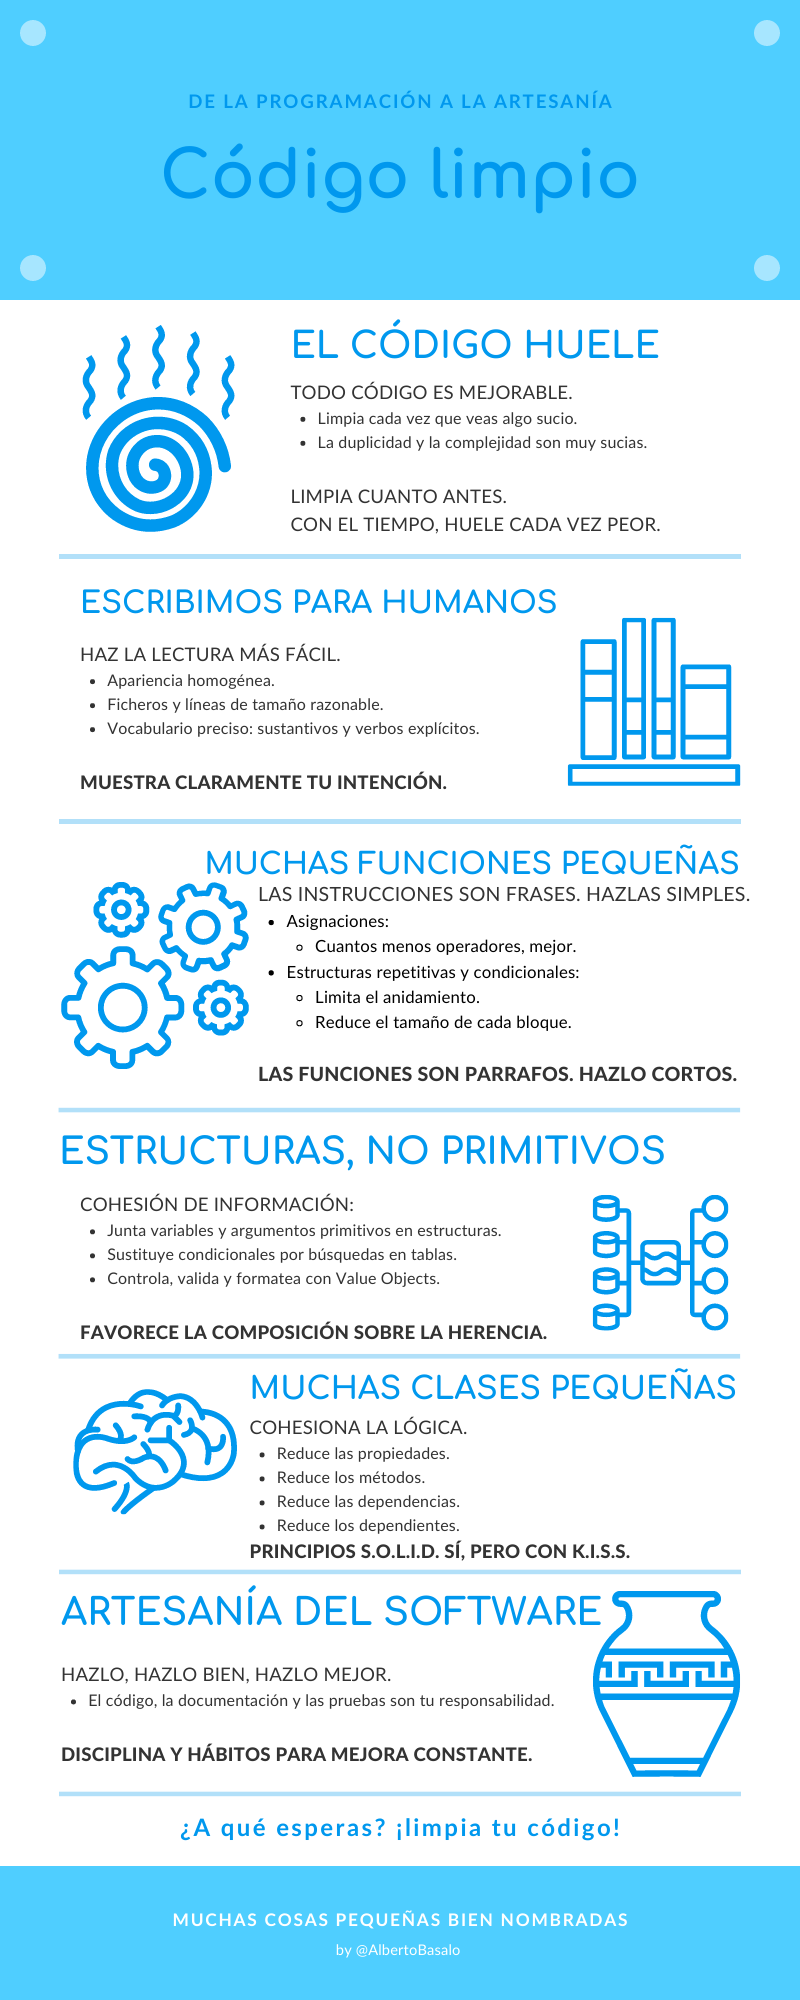 DE LA PROGRAMACIÓN A LA ARTESANÍA
Código limpio
EL CÓDIGO HUELE
TODO CÓDIGO ES MEJORABLE.
• Limpia cada vez que veas algo sucio.
• La duplicidad y la complejidad son muy sucias.
LIMPIA CUANTO ANTES.
CON EL TIEMPO, HUELE CADA VEZ PEOR.
ESCRIBIMOS PARA HUMANOS
HAZ LA LECTURA MÁS FÁCIL.
• Apariencia homogénea.
• Ficheros y líneas de tamaño razonable.
• Vocabulario preciso: sustantivos y verbos explícitos.
MUESTRA CLARAMENTE TU INTENCIÓN.
MUCHAS FUNCIONES PEQUEÑAS
LAS INSTRUCCIONES SON FRASES. HAZLAS SIMPLES.
• Asignaciones:
◦ Cuantos menos operadores, mejor.
• Estructuras repetitivas y condicionales:
◦ Limita el anidamiento.
◦ Reduce el tamaño de cada bloque.
LAS FUNCIONES SON PARRAFOS. HAZLO CORTOS.
ESTRUCTURAS, NO PRIMITIVOS
COHESIÓN DE INFORMACIÓN:
• Junta variables y argumentos primitivos en estructuras.
• Sustituye condicionales por búsquedas en tablas.
• Controla, valida y formatea con Value Objects.
FAVORECE LA COMPOSICIÓN SOBRE LA HERENCIA.
MUCHAS CLASES PEQUEÑAS
COHESIONA LA LÓGICA.
• Reduce las propiedades.
• Reduce los métodos.
• Reduce las dependencias.
• Reduce los dependientes.
PRINCIPIOS S.O.L.I.D. SÍ, PERO CON K.I.S.S.
ARTESANÍA DEL SOFTWARE
HAZLO, HAZLO BIEN, HAZLO MEJOR.
• El código, la documentación y las pruebas son tu responsabilidad.
DISCIPLINA Y HÁBITOS PARA MEJORA CONSTANTE.
¿A qué esperas? ¡limpia tu código!
MUCHAS COSAS PEQUEÑAS BIEN NOMBRADAS
by @AlbertoBasalo